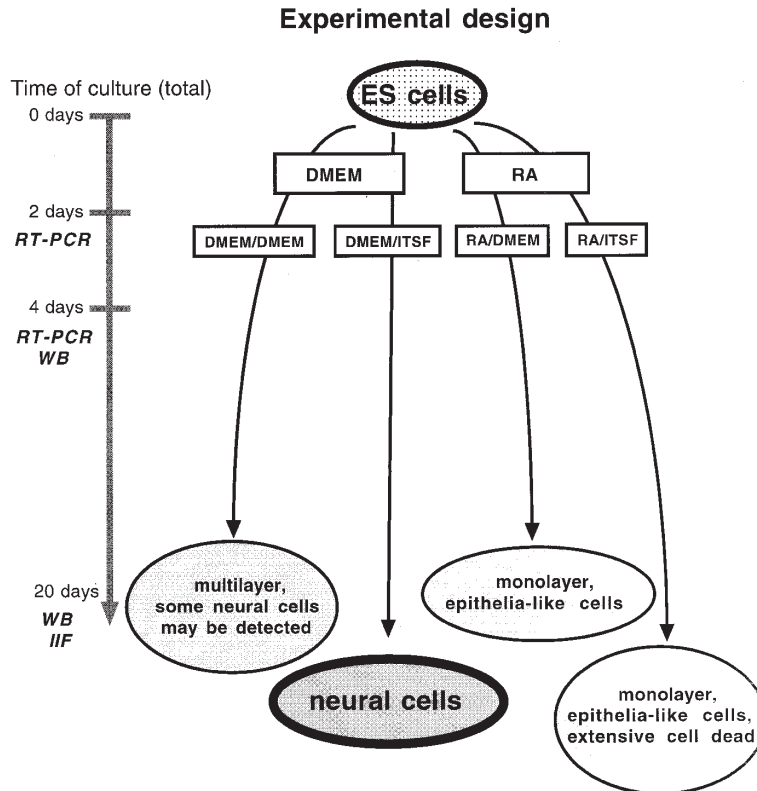 Experimental design
Time of culture (total)
0 days
ES cells
DMEM
RA
2 days
RT-PCR
DMEM/DMEM
DMEM/ITSF
RA/DMEM
RA/ITSF
4 days
RT-PCR
WB
20 days
WB
IIF
multilayer,
some neural cells
may be detected
neural cells
monolayer,
epithelia-like cells
monolayer,
epithelia-like cells,
extensive cell dead